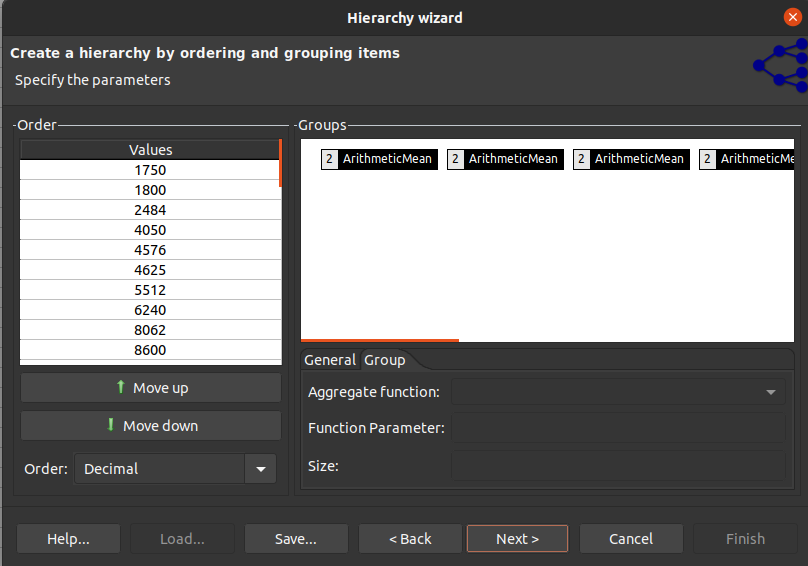 Hierarchy wizard
Create a hierarchy by ordering and grouping items
Specify the parameters
Order
Values
1750
1800
2484
4050
4576
4625
5512
6240
8062
8600
Move up
Move down
Order: Decimal
Groups
2 ArithmeticMean 2 ArithmeticMean 2 ArithmeticMean 2 ArithmeticMe
General Group
Aggregate function:
Function Parameter:
Size:
Help... Load... Save... < Back Next > Cancel Finish